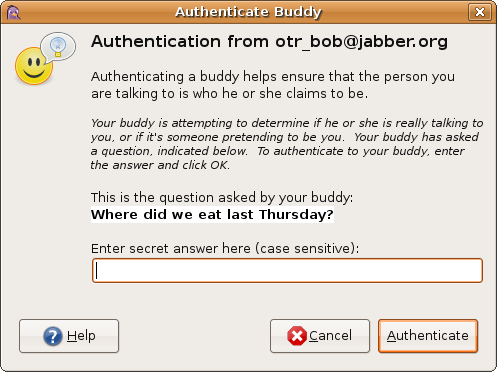 Authenticate Buddy
Authentication from otr_bob@jabber.org
Authenticating a buddy helps ensure that the person you
are talking to is who he or she claims to be.
Your buddy is attempting to determine if he or she is really talking to
you, or if it's someone pretending to be you.  Your buddy has asked
a question, indicated below.  To authenticate to your buddy, enter
the answer and click OK.
This is the question asked by your buddy:
Where did we eat last Thursday?
Enter secret answer here (case sensitive):
Help
Cancel
Authenticate